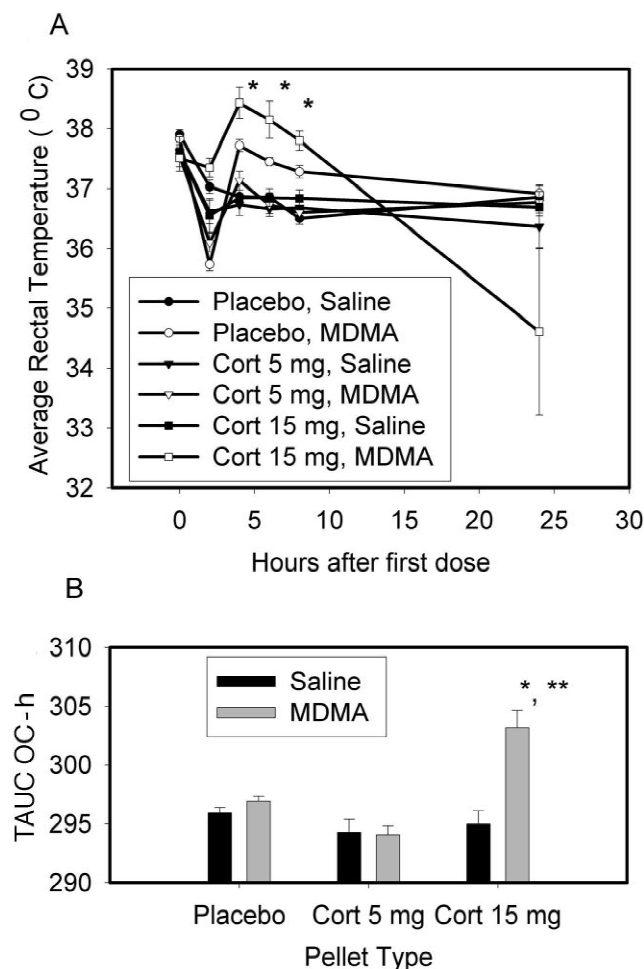 A
39
38
37
36
35
34
33
32
Average Rectal Temperature ( ⁰ C)
* * *
Placebo, Saline
Placebo, MDMA
Cort 5 mg, Saline
Cort 5 mg, MDMA
Cort 15 mg, Saline
Cort 15 mg, MDMA
0 5 10 15 20 25 30
Hours after first dose
B
310
305
300
295
290
TAUC OC-h
Saline
MDMA
*, **
Placebo Cort 5 mg Cort 15 mg
Pellet Type